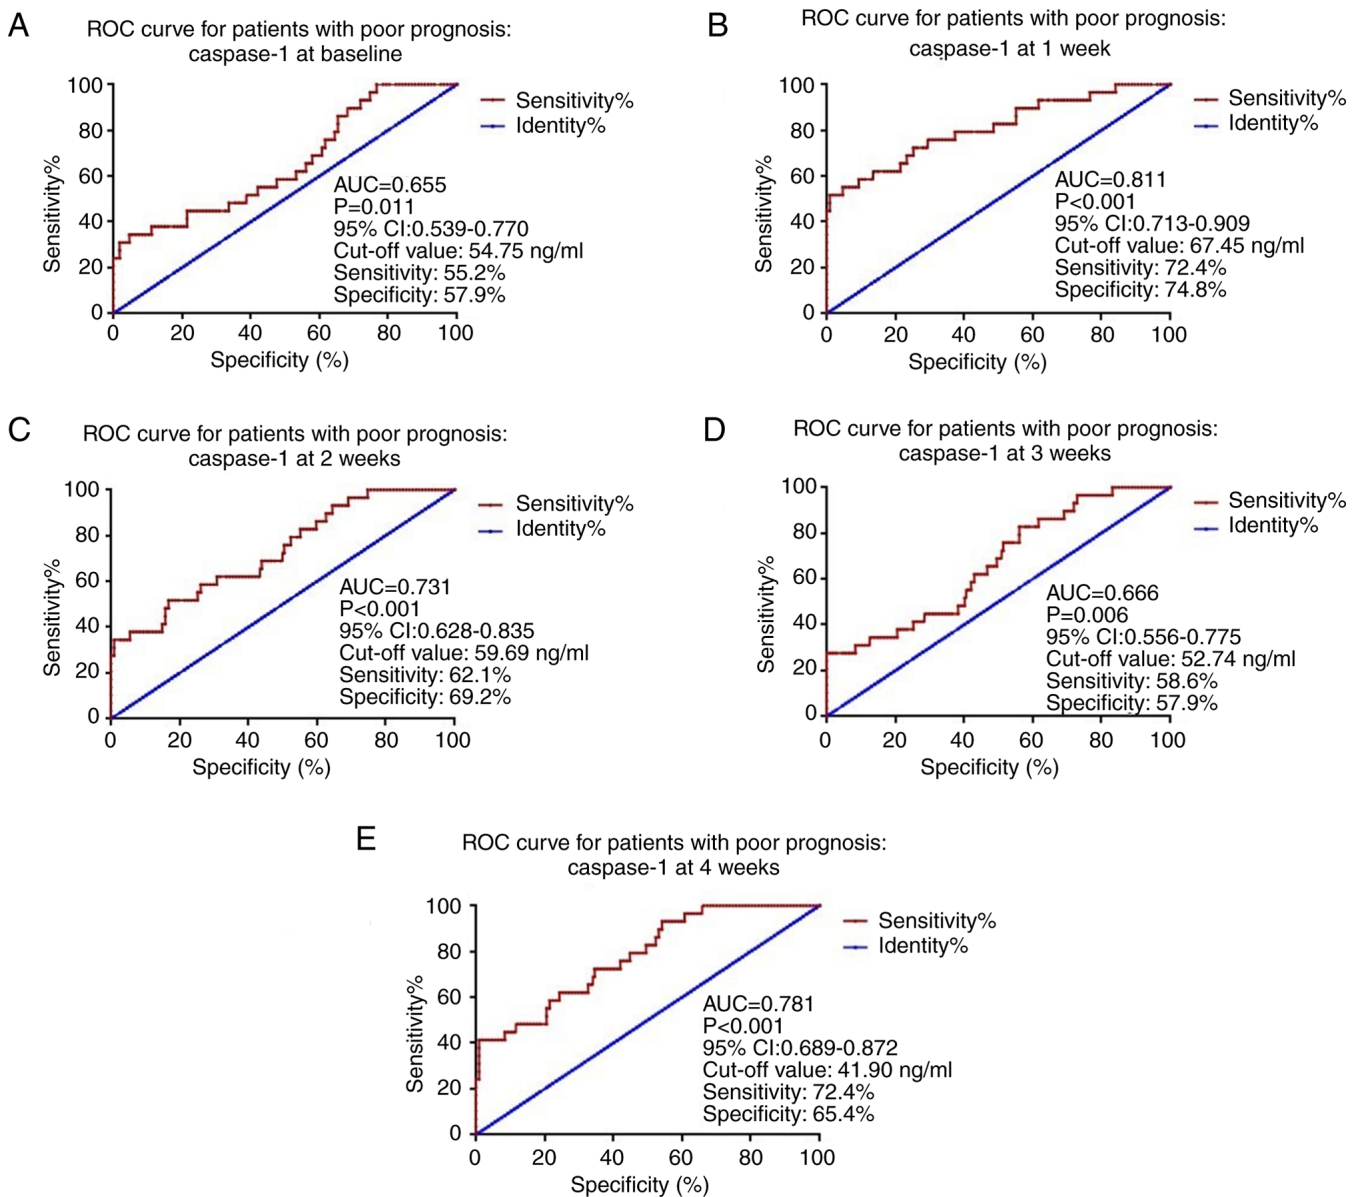 A
ROC curve for patients with poor prognosis:
caspase-1 at baseline
100
80
60
40
20
0
Sensitivity%
0 20 40 60 80 100
Specificity (%)
Sensitivity%
Identity%
AUC=0.655
P=0.011
95% CI:0.539-0.770
Cut-off value: 54.75 ng/ml
Sensitivity: 55.2%
Specificity: 57.9%
B
ROC curve for patients with poor prognosis:
caspase-1 at 1 week
100
80
60
40
20
0
Sensitivity%
0 20 40 60 80 100
Specificity (%)
Sensitivity%
Identity%
AUC=0.811
P<0.001
95% CI:0.713-0.909
Cut-off value: 67.45 ng/ml
Sensitivity: 72.4%
Specificity: 74.8%
C
ROC curve for patients with poor prognosis:
caspase-1 at 2 weeks
100
80
60
40
20
0
Sensitivity%
0 20 40 60 80 100
Specificity (%)
Sensitivity%
Identity%
AUC=0.731
P<0.001
95% CI:0.628-0.835
Cut-off value: 59.69 ng/ml
Sensitivity: 62.1%
Specificity: 69.2%
D
ROC curve for patients with poor prognosis:
caspase-1 at 3 weeks
100
80
60
40
20
0
Sensitivity%
0 20 40 60 80 100
Specificity (%)
Sensitivity%
Identity%
AUC=0.666
P=0.006
95% CI:0.556-0.775
Cut-off value: 52.74 ng/ml
Sensitivity: 58.6%
Specificity: 57.9%
E
ROC curve for patients with poor prognosis:
caspase-1 at 4 weeks
100
80
60
40
20
0
Sensitivity%
0 20 40 60 80 100
Specificity (%)
Sensitivity%
Identity%
AUC=0.781
P<0.001
95% CI:0.689-0.872
Cut-off value: 41.90 ng/ml
Sensitivity: 72.4%
Specificity: 65.4%